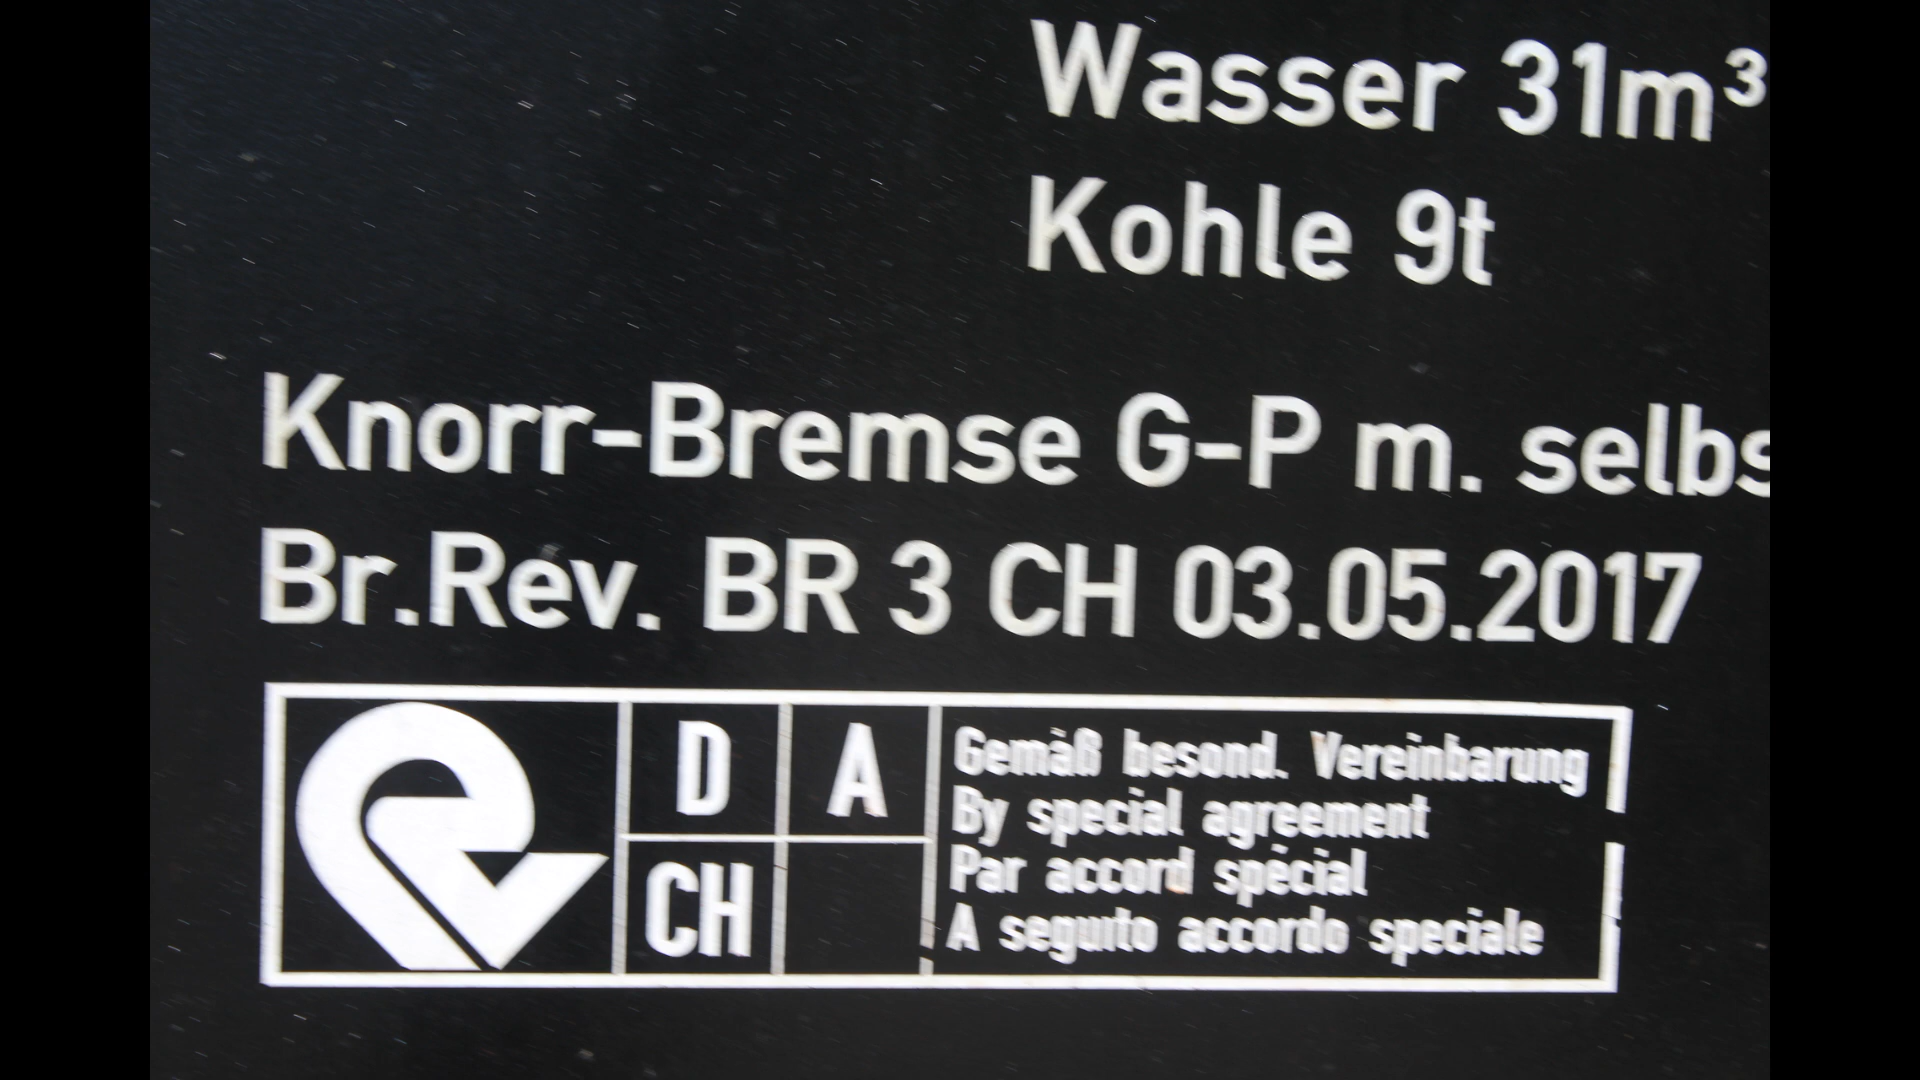 Wasser 31m³
Kohle 9t
Knorr-Bremse G-P m. selbs
Br.Rev. BR 3 CH 03.05.2017
D A
CH
Gemäß besond. Vereinbarung
By special agreement
Par accord spécial
A seguito accordo speciale